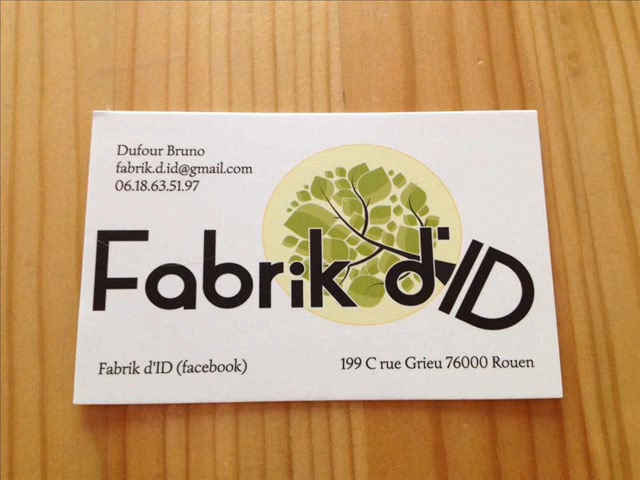 Dufour Bruno
fabrik.d.id@gmail.com
06.18.63.51.97
Fabrik d'ID
Fabrik d'ID (facebook)
199 C rue Grieu 76000 Rouen